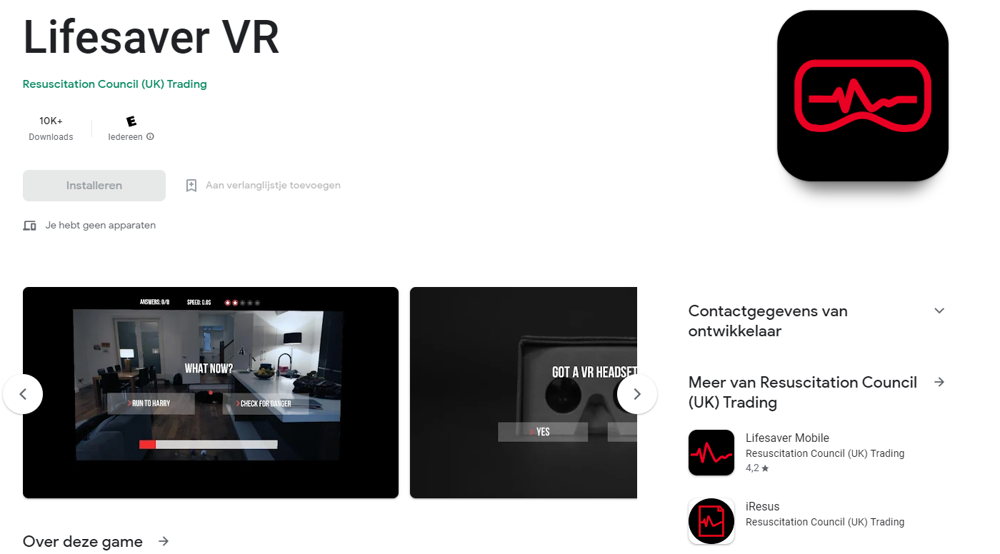 Lifesaver VR
Resuscitation Council (UK) Trading
10K+
Downloads
E
Iedereen
Installeren
Aan verlanglijstje toevoegen
Je hebt geen apparaten
ANSWERS: 0/0 SPEED: 0.0S
WHAT NOW?
>RUN TO HARRY
>CHECK FOR DANGER
GOT A VR HEADSET
> YES
Contactgegevens van
ontwikkelaar
Meer van Resuscitation Council
(UK) Trading
Lifesaver Mobile
Resuscitation Council (UK) Trading
4,2 ★
iResus
Resuscitation Council (UK) Trading
Over deze game